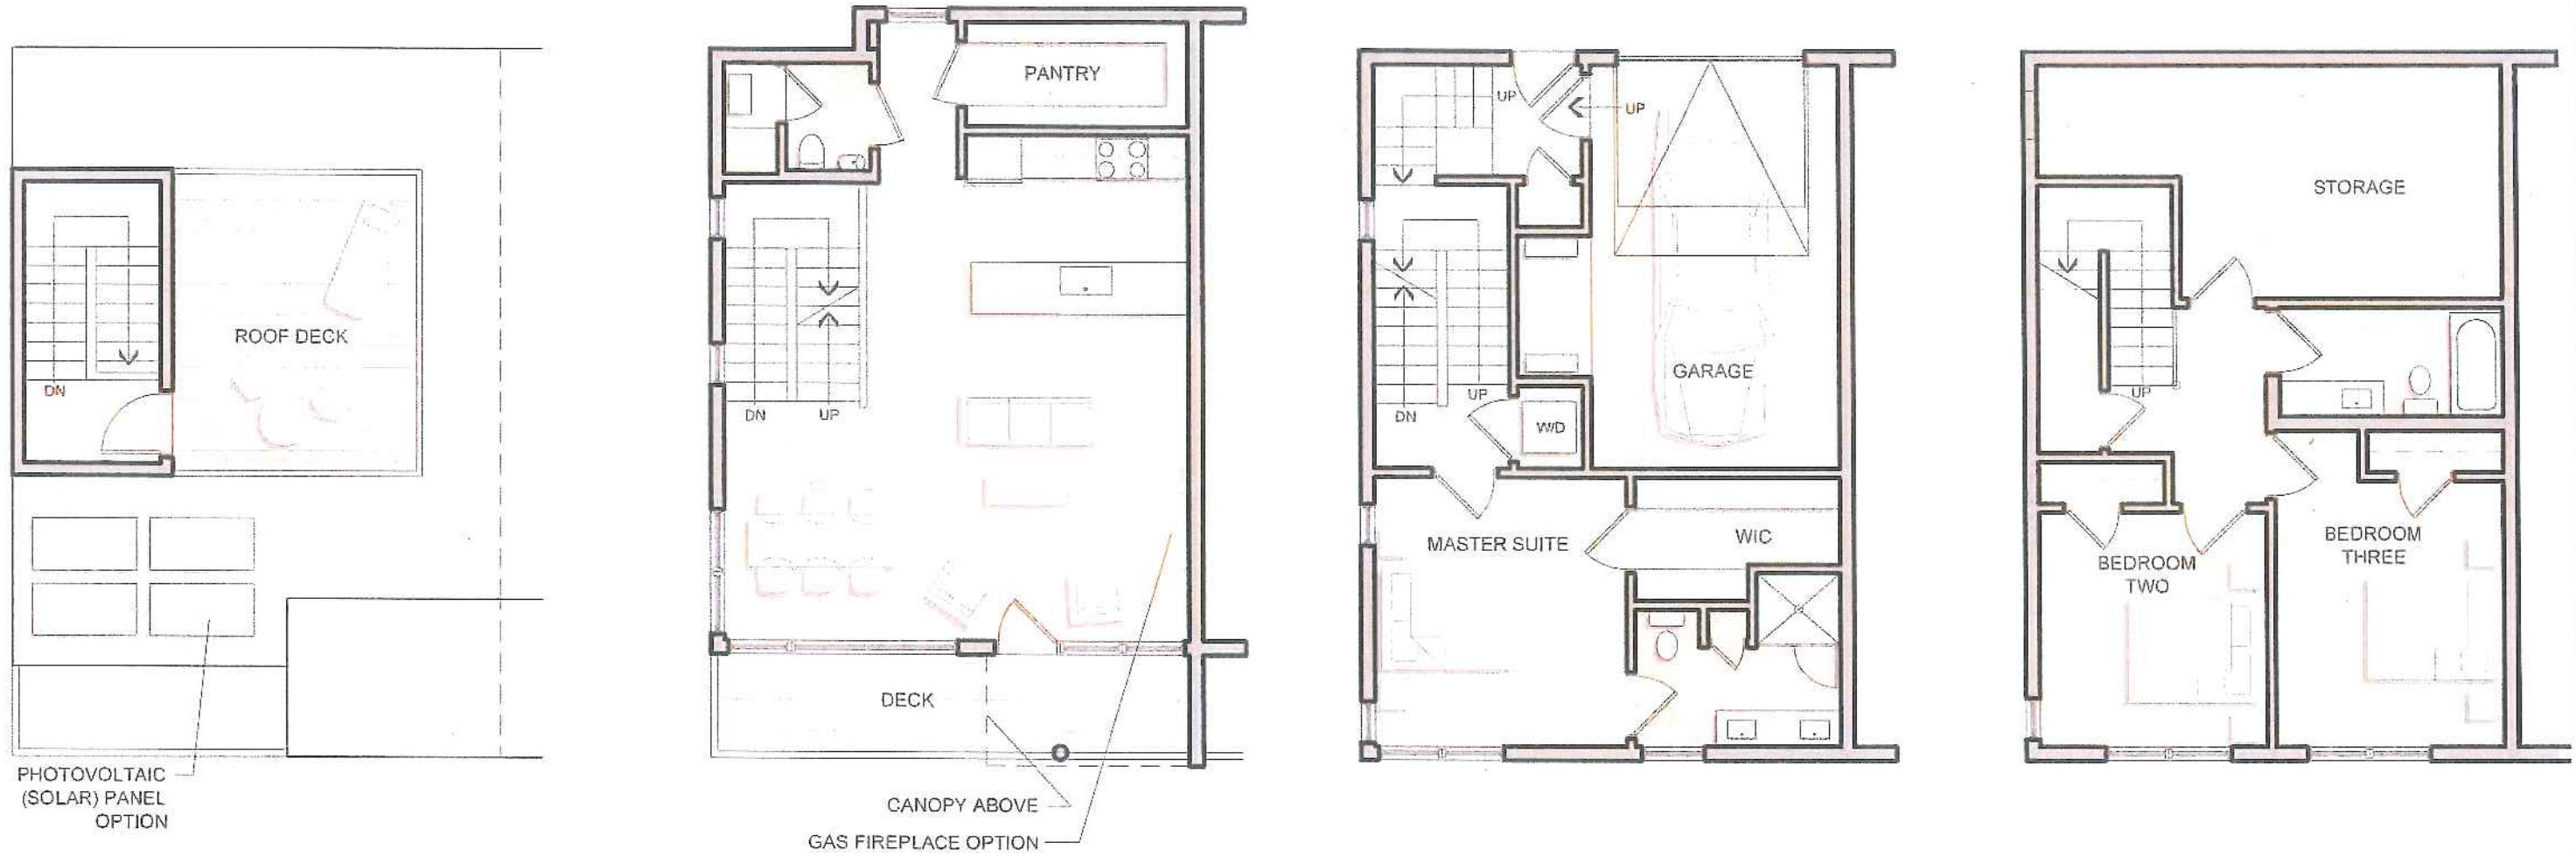 ROOF DECK
DN
PHOTOVOLTAIC
(SOLAR) PANEL
OPTION
PANTRY
DN
UP
DECK
CANOPY ABOVE
GAS FIREPLACE OPTION
UP
UP
GARAGE
UP
DN
W/D
MASTER SUITE
WIC
STORAGE
UP
BEDROOM
TWO
BEDROOM
THREE